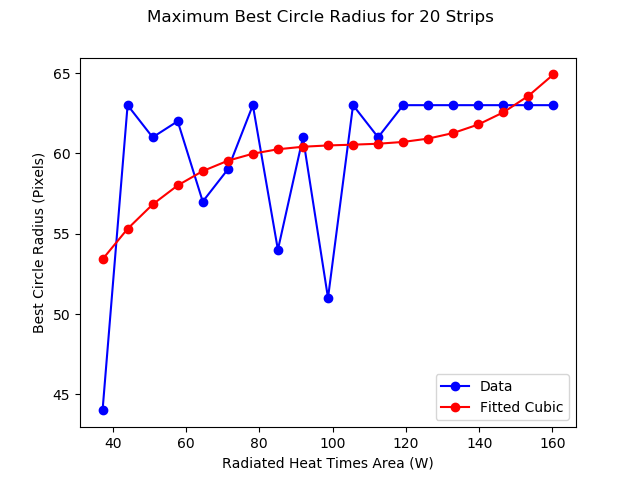 Maximum Best Circle Radius for 20 Strips
65
60
55
50
45
Best Circle Radius (Pixels)
Data
Fitted Cubic
40 60 80 100 120 140 160
Radiated Heat Times Area (W)